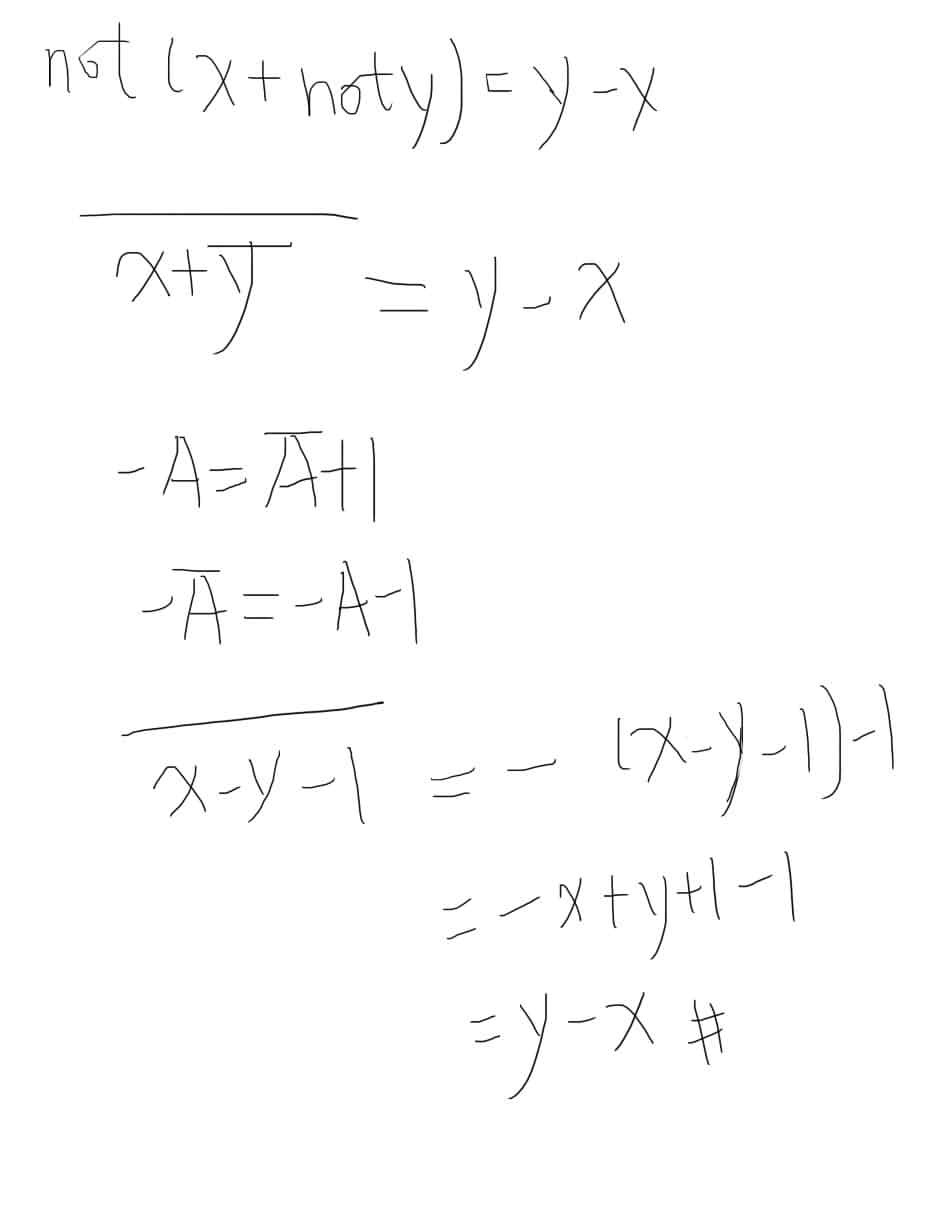 not (x + not y) = y - x
$\overline{x + \overline{y}} = y - x$
$-A = \overline{A} + 1$
$-\overline{A} = -A - 1$
$\overline{x - y - 1} = -(x - y - 1) - 1$
$= -x + y + 1 - 1$
$= y - x$ #